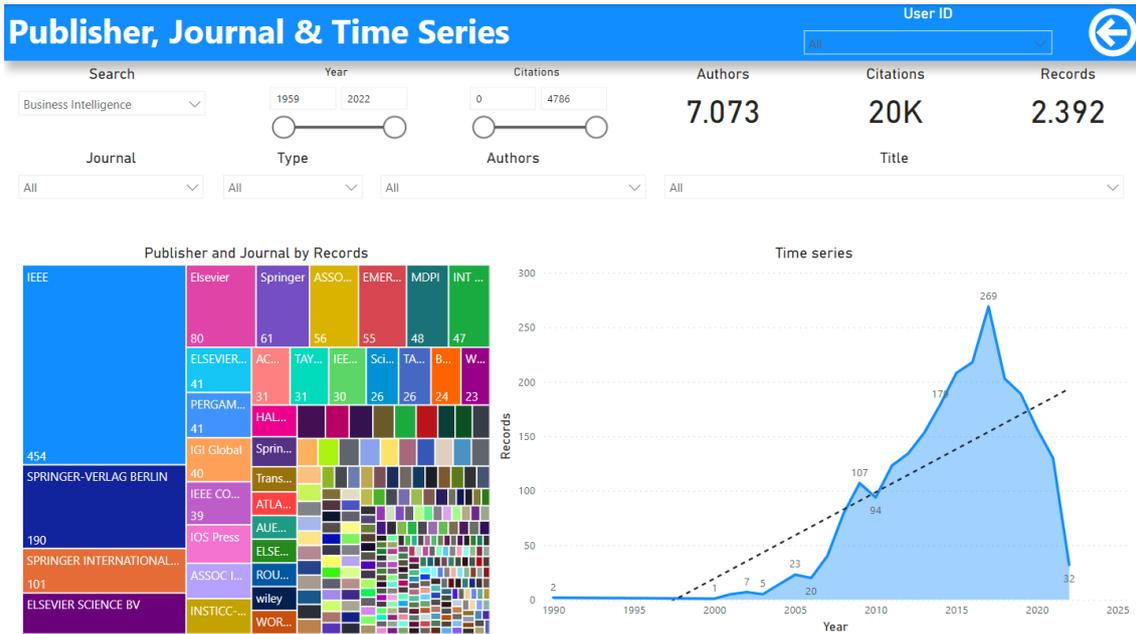 Publisher, Journal & Time Series
User ID
All
Search
Year
Citations
Authors
Citations
Records
Business Intelligence
1959
2022
0
4786
7.073
20K
2.392
Journal
Type
Authors
Title
All
All
All
All
Publisher and Journal by Records
IEEE
454
SPRINGER-VERLAG BERLIN
190
SPRINGER INTERNATIONAL...
101
ELSEVIER SCIENCE BV
Elsevier
80
Springer
61
ASSO...
56
EMER...
55
MDPI
48
INT ...
47
ELSEVIER...
41
AC...
31
TAY...
31
IEE...
30
Sci...
26
TA...
26
B...
24
W...
23
PERGAM...
41
HAL...
IGI Global
40
Sprin...
IEEE CO...
39
Trans...
ATLA...
IOS Press
AUE...
ELSE...
ASSOC I...
ROU...
wiley
INSTICC-...
WOR...
Time series
Records
300
250
200
150
100
50
0
2
1
7
5
23
20
107
94
269
32
1990
1995
2000
2005
2010
2015
2020
2025
Year